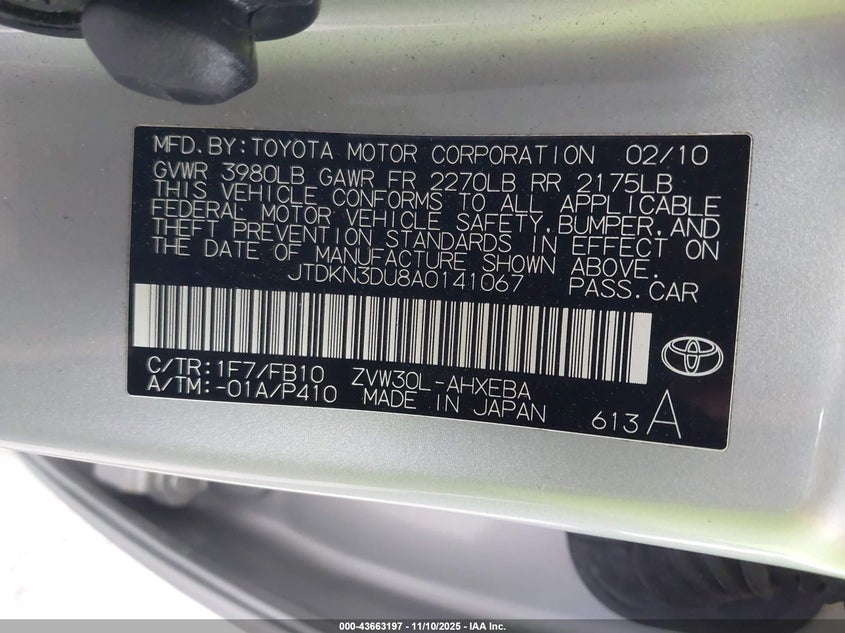 MFD.BY:TOYOTA MOTOR CORPORATION 02/10
GVWR 3980LB GAWR FR 2270LB RR 2175LB
THIS VEHICLE CONFORMS TO ALL APPLICABLE
FEDERAL MOTOR VEHICLE SAFETY,BUMPER,AND
THEFT PREVENTION STANDARDS IN EFFECT ON
THE DATE OF MANUFACTURE SHOWN ABOVE.
JTDKN3DU8A0141067 PASS.CAR
C/TR:1F7/FB10 ZVW30L-AHXEBA
A/TM:-01A/P410 MADE IN JAPAN 613A
000-43663197 - 11/10/2025 - IAA Inc.